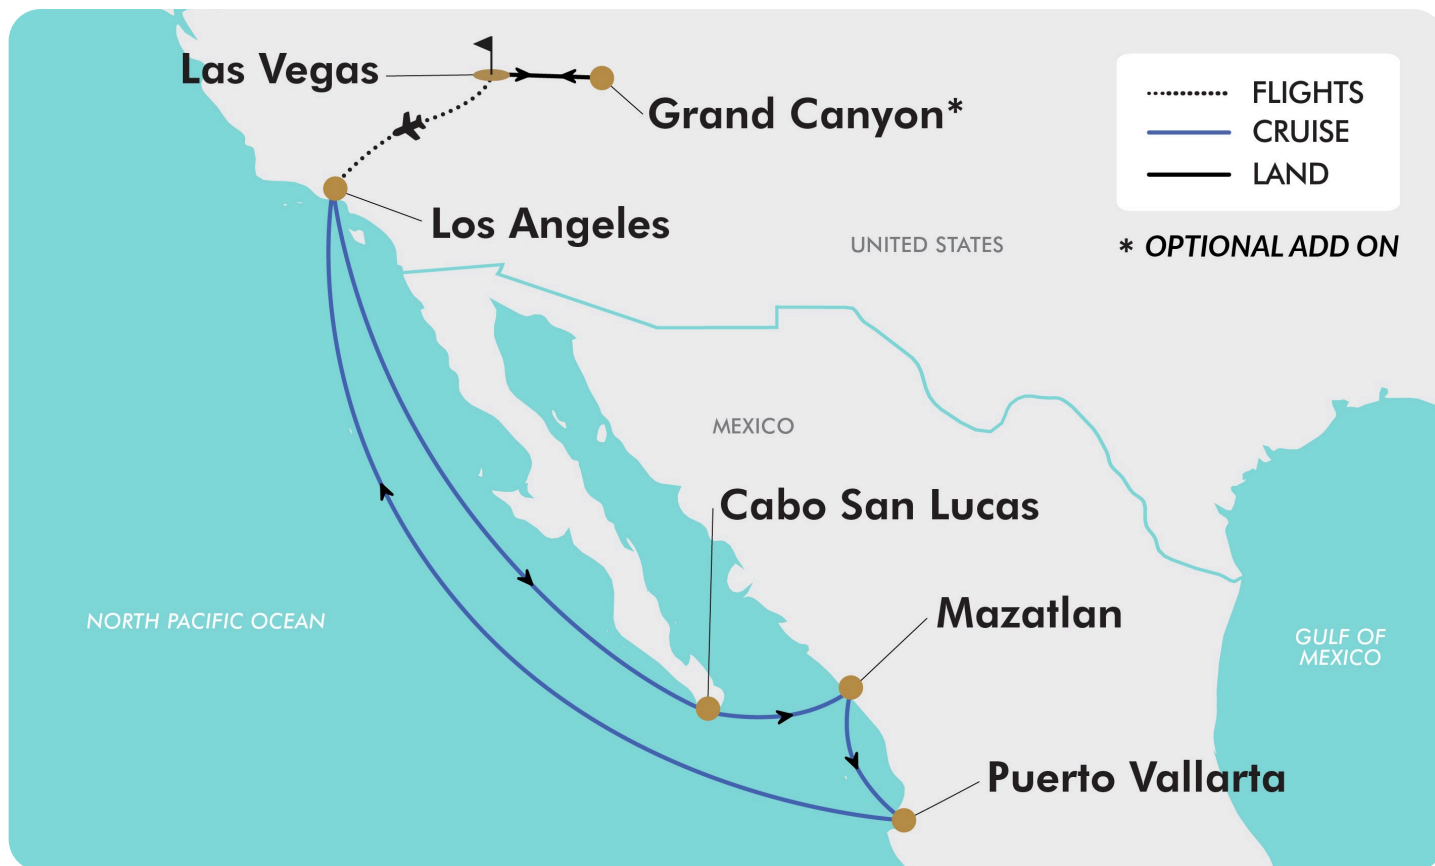 Las Vegas
Grand Canyon*
Los Angeles
FLIGHTS
CRUISE
LAND
* OPTIONAL ADD ON
UNITED STATES
MEXICO
Cabo San Lucas
Mazatlan
NORTH PACIFIC OCEAN
GULF OF
MEXICO
Puerto Vallarta